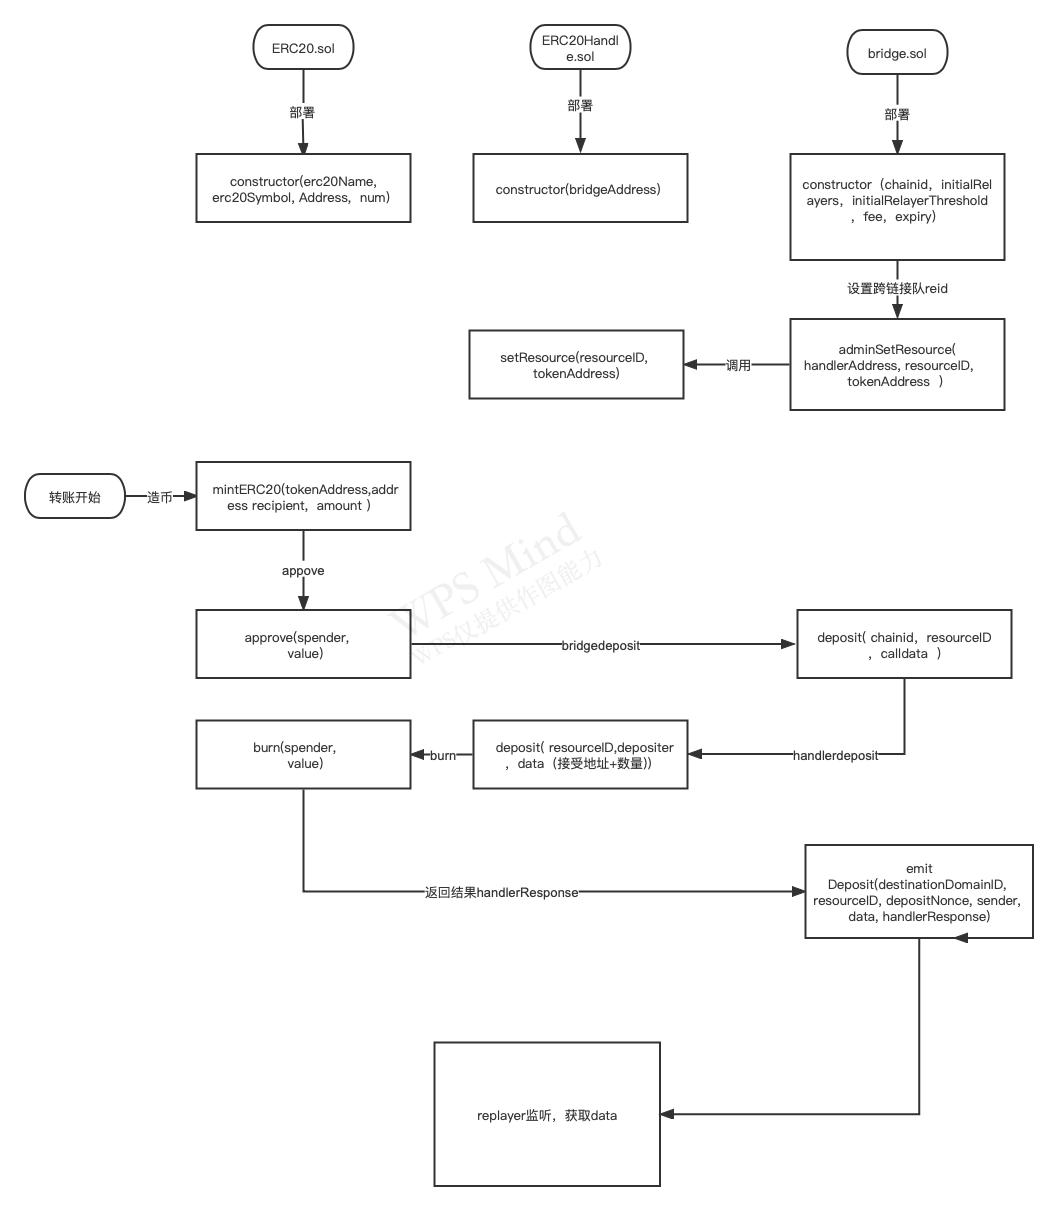 ERC20.sol
ERC20Handl
e.sol
bridge.sol
部署
部署
部署
constructor(erc20Name,
erc20Symbol, Address，num)
constructor(bridgeAddress)
constructor（chainid，initialRel
ayers，initialRelayerThreshold
，fee，expiry)
设置跨链接队reid
setResource(resourceID,
tokenAddress)
调用
adminSetResource(
handlerAddress, resourceID,
tokenAddress )
转账开始
造币
mintERC20(tokenAddress,addr
ess recipient，amount )
appove
approve(spender,
value)
bridgedeposit
deposit( chainid，resourceID
，calldata )
burn(spender,
value)
burn
deposit( resourceID,depositer
，data（接受地址+数量))
handlerdeposit
返回结果handlerResponse
emit
Deposit(destinationDomainID,
resourceID, depositNonce, sender,
data, handlerResponse)
replayer监听，获取data
WPS Mind
WPS仅提供作图能力